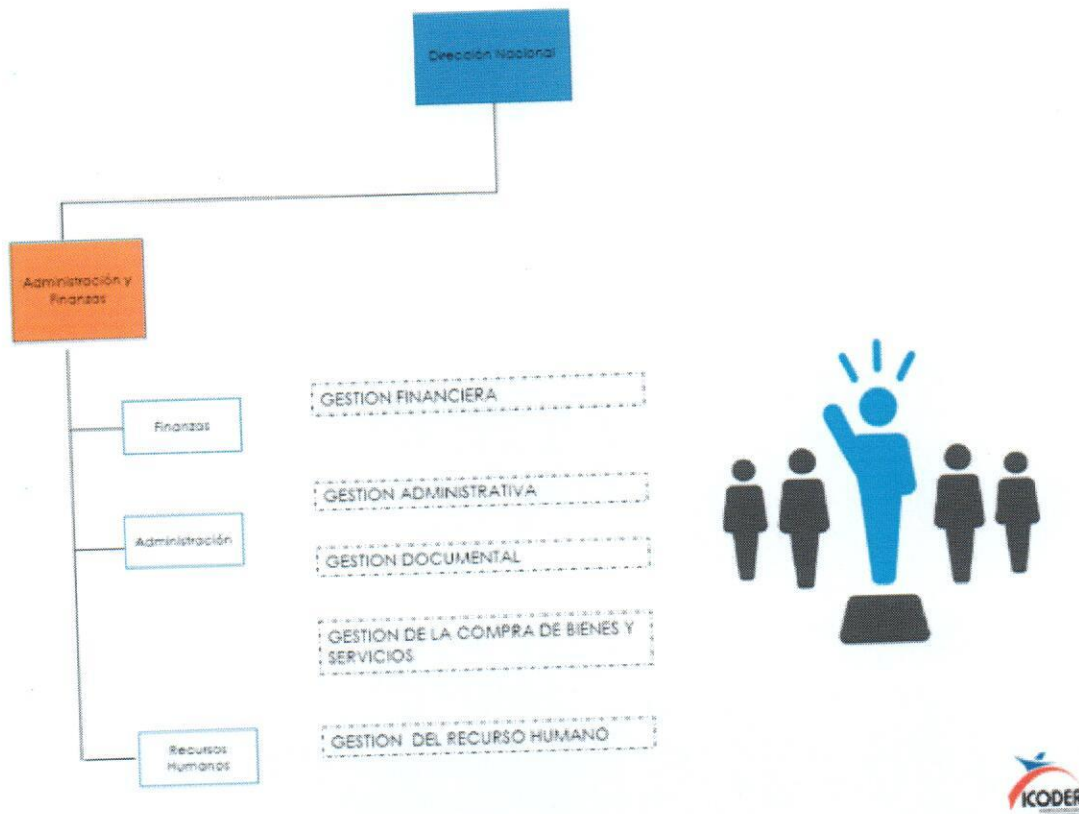 Dirección Nacional
Administración y
Finanzas
Finanzas
GESTION FINANCIERA
Administración
GESTION ADMINISTRATIVA
GESTION DOCUMENTAL
GESTION DE LA COMPRA DE BIENES Y
SERVICIOS
Recursos
Humanos
GESTION DEL RECURSO HUMANO
ICODER